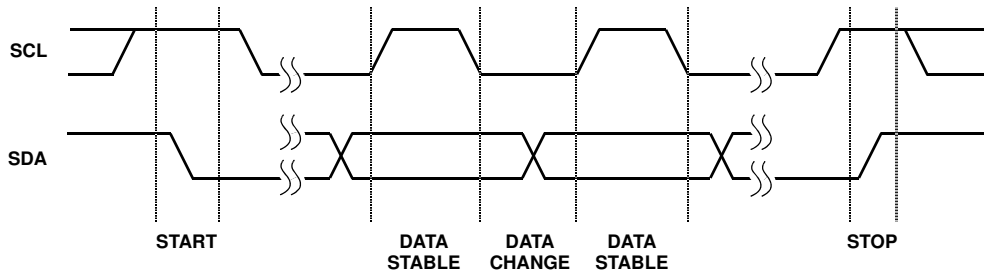 SCL
SDA
START
DATA STABLE
DATA CHANGE
DATA STABLE
STOP